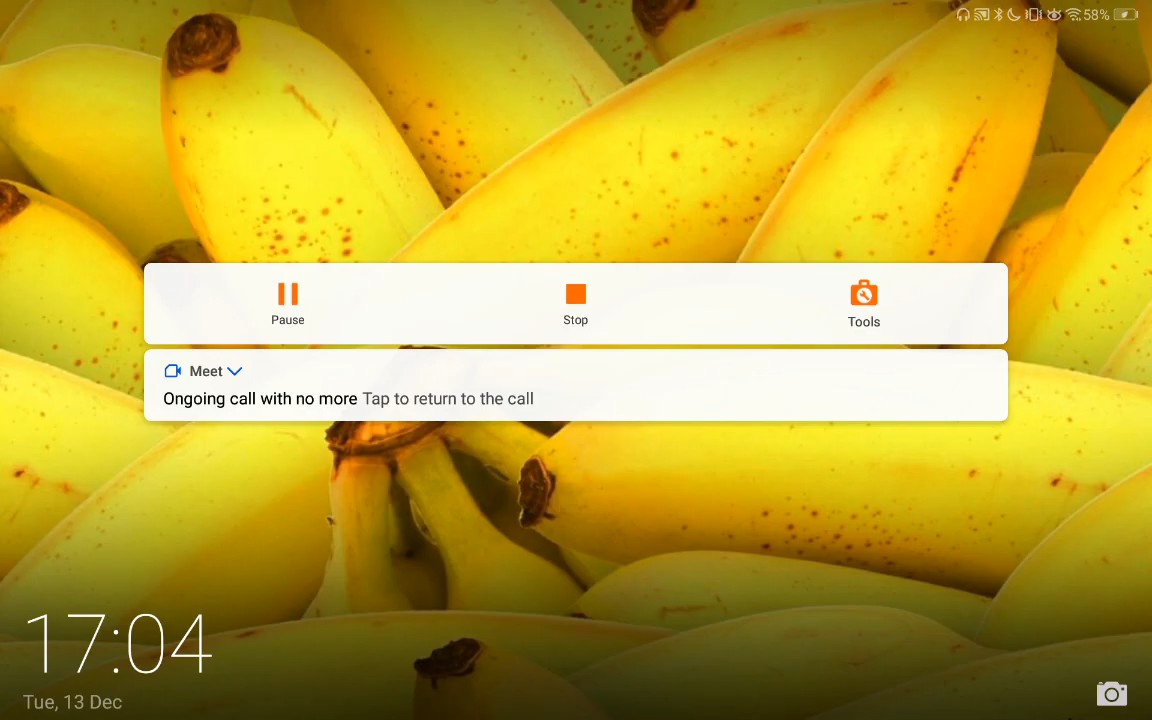 58%
Pause
Stop
Tools
Meet
Ongoing call with no more Tap to return to the call
17:04
Tue, 13 Dec